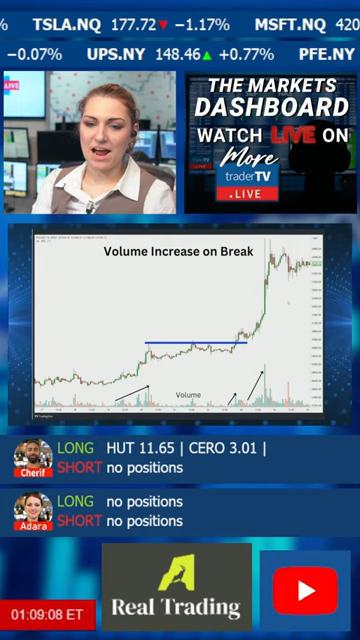 % TSLA.NQ 177.72 ▼ −1.17% MSFT.NQ 420
−0.07% UPS.NY 148.46 ▲ +0.77% PFE.NY
LIVE
THE MARKETS
DASHBOARD
WATCH LIVE ON
More
traderTV
.LIVE
Volume Increase on Break
Volume
LONG HUT 11.65 | CERO 3.01 |
SHORT no positions
Cherif
LONG no positions
SHORT no positions
Adara
Real Trading
01:09:08 ET